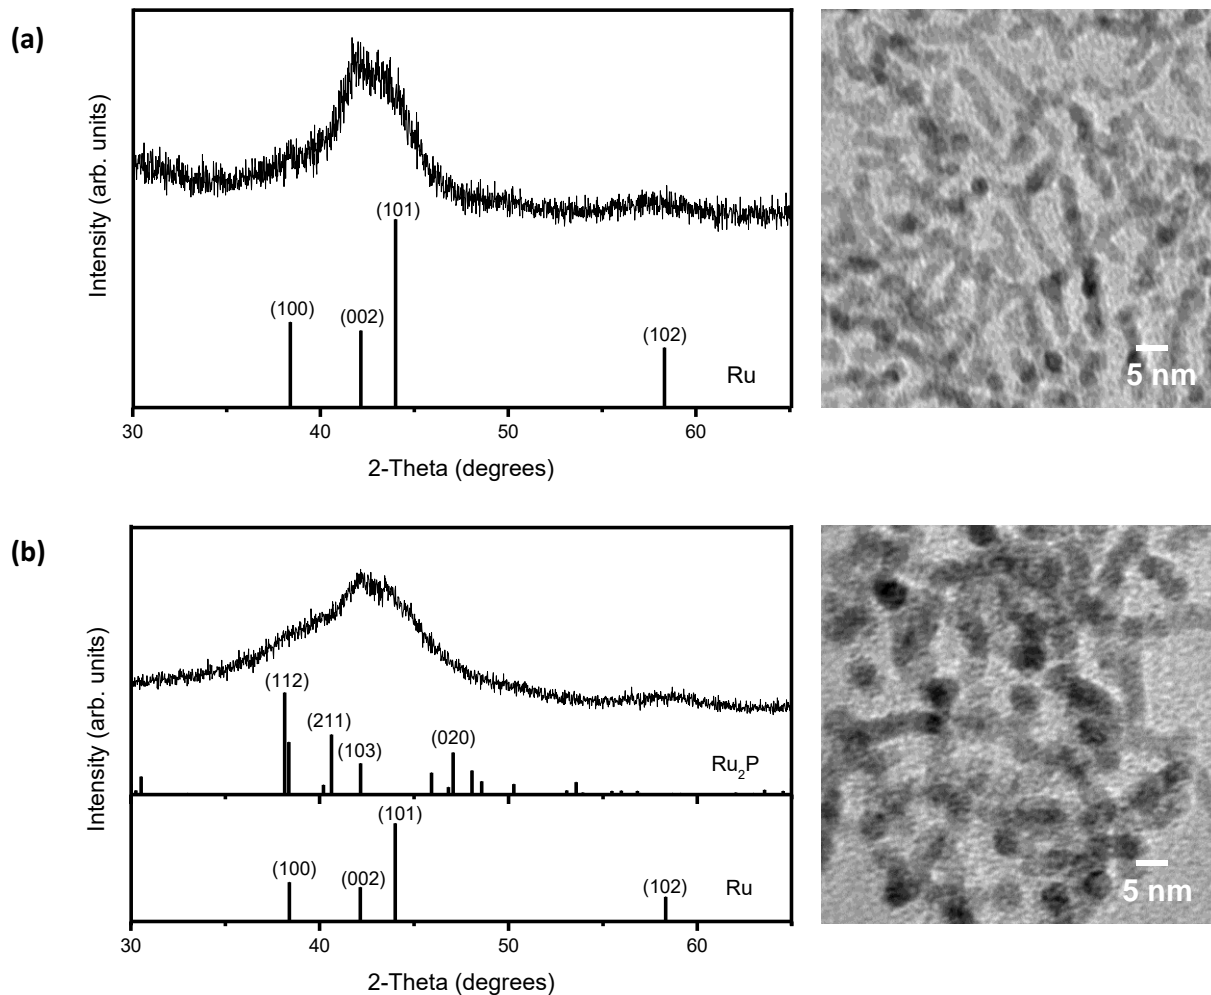 (a)
Intensity (arb. units)
(101)
(100)
(002)
(102)
Ru
30
40
50
60
2-Theta (degrees)
5 nm
(b)
Intensity (arb. units)
(112)
(211)
(103)
(020)
Ru₂P
(101)
(100)
(002)
(102)
Ru
30
40
50
60
2-Theta (degrees)
5 nm